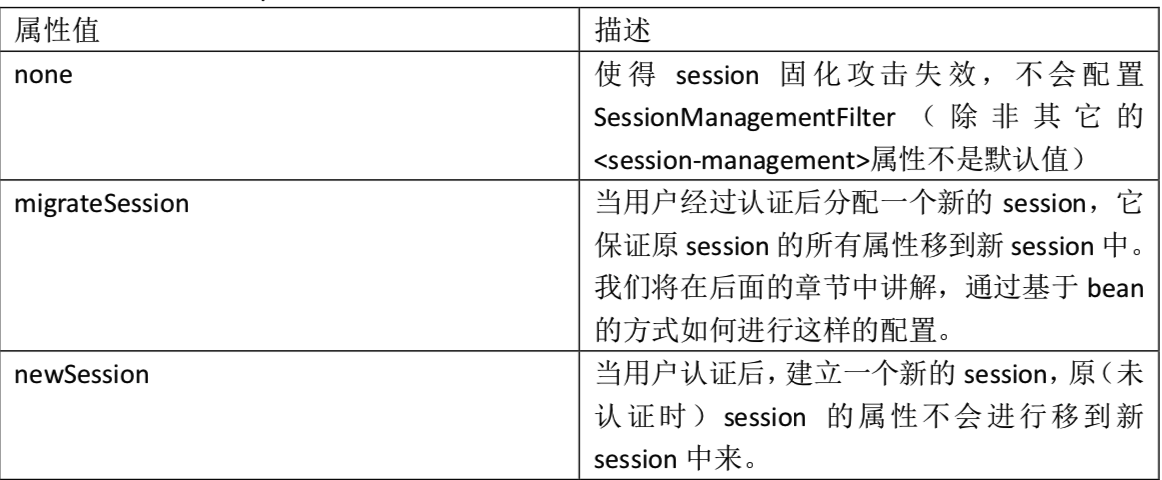 属性值 描述
none 使得 session 固化攻击失效，不会配置
SessionManagementFilter（除非其它的
<session-management>属性不是默认值）
migrateSession 当用户经过认证后分配一个新的 session，它
保证原 session 的所有属性移到新 session 中。
我们将在后面的章节中讲解，通过基于 bean
的方式如何进行这样的配置。
newSession 当用户认证后，建立一个新的 session，原（未
认证时）session 的属性不会进行移到新
session 中来。